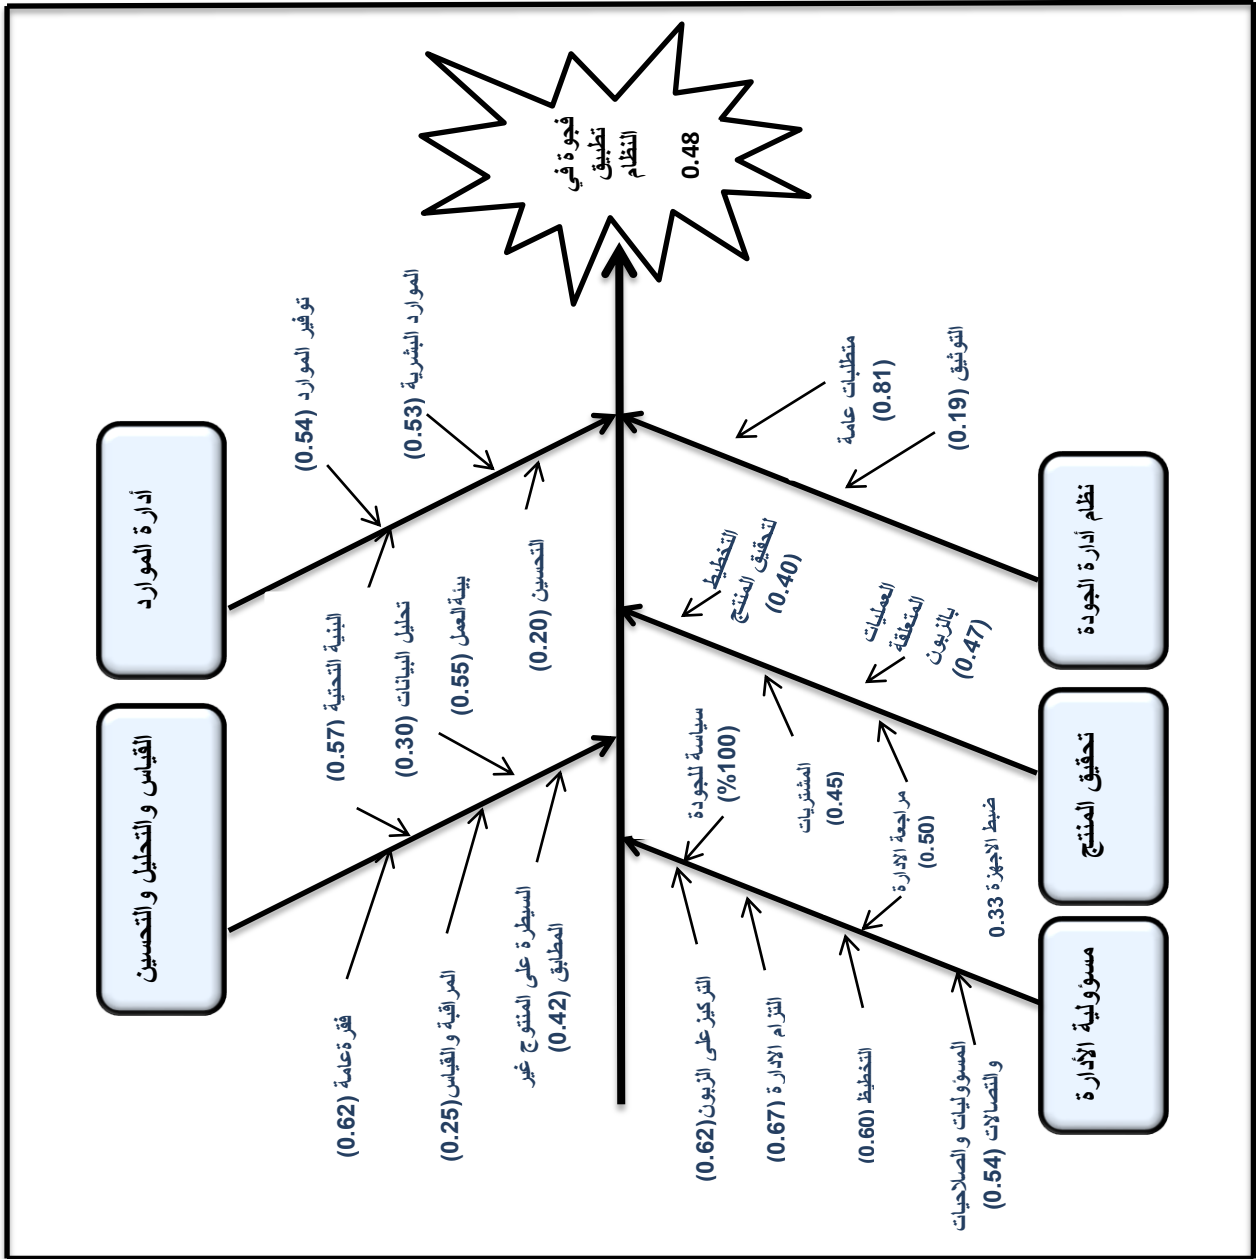 فجوة في
تطبيق
النظام
0.48
أدارة الموارد
توفير الموارد (0.54)
الموارد البشرية (0.53)
البنية التحتية (0.57)
بيئة العمل (0.55)
القياس والتحليل والتحسين
التحسين (0.20)
تحليل البيانات (0.30)
فقرة عامة (0.62)
المراقبة والقياس(0.25)
السيطرة على المنتوج غير
المطابق (0.42)
نظام أدارة الجودة
متطلبات عامة
(0.81)
التوثيق (0.19)
تحقيق المنتج
التخطيط
لتحقيق المنتج
(0.40)
العمليات
المتعلقة
بالزبون
(0.47)
المشتريات
(0.45)
ضبط الاجهزة 0.33
مسؤولية الأدارة
سياسة للجودة
(%100)
مراجعة الادارة
(0.50)
التركيز على الزبون(0.62)
التزام الادارة (0.67)
التخطيط (0.60)
المسؤوليات والصلاحيات
والتصالات (0.54)